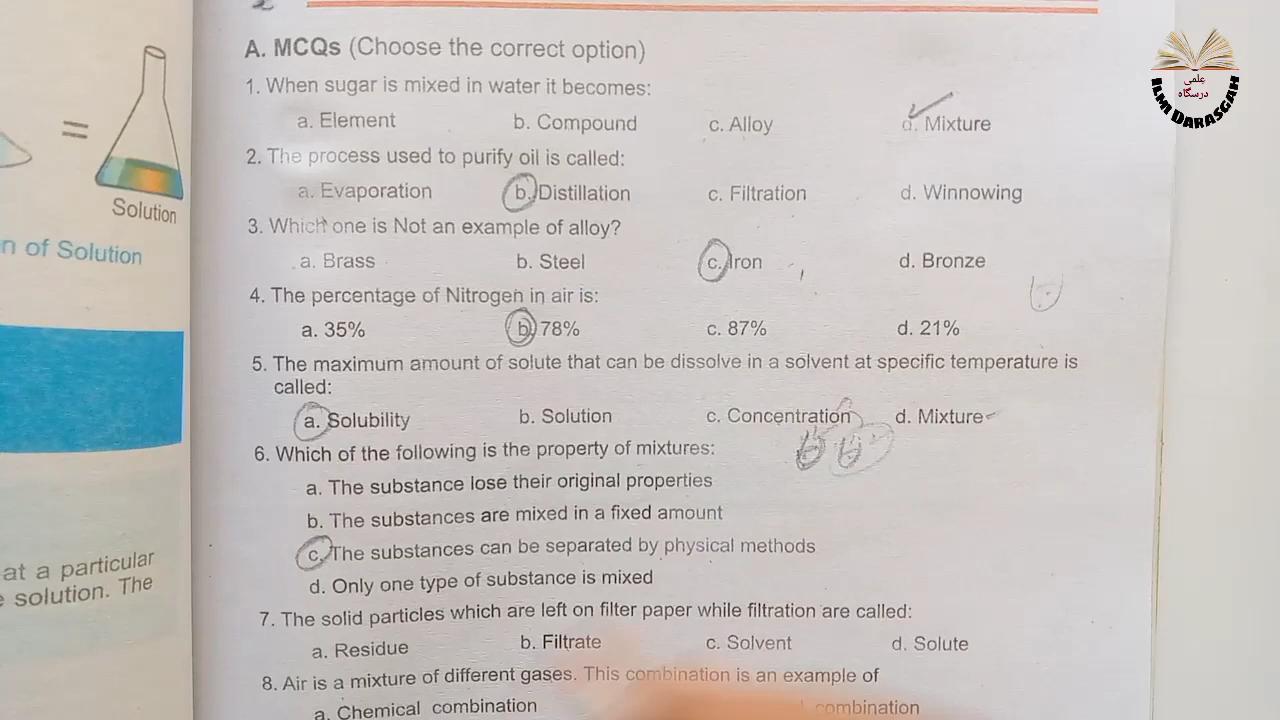 A. MCQs (Choose the correct option)
1. When sugar is mixed in water it becomes:
a. Element b. Compound c. Alloy d. Mixture
2. The process used to purify oil is called:
a. Evaporation b. Distillation c. Filtration d. Winnowing
3. Which one is Not an example of alloy?
a. Brass b. Steel c. Iron d. Bronze
4. The percentage of Nitrogen in air is:
a. 35% b. 78% c. 87% d. 21%
5. The maximum amount of solute that can be dissolve in a solvent at specific temperature is
called:
a. Solubility b. Solution c. Concentration d. Mixture
6. Which of the following is the property of mixtures:
a. The substance lose their original properties
b. The substances are mixed in a fixed amount
c. The substances can be separated by physical methods
d. Only one type of substance is mixed
7. The solid particles which are left on filter paper while filtration are called:
a. Residue b. Filtrate c. Solvent d. Solute
8. Air is a mixture of different gases. This combination is an example of
a. Chemical combination combination
=
Solution
n of Solution
at a particular
solution. The
علمی
درسگاه
ILMI DARASGAH